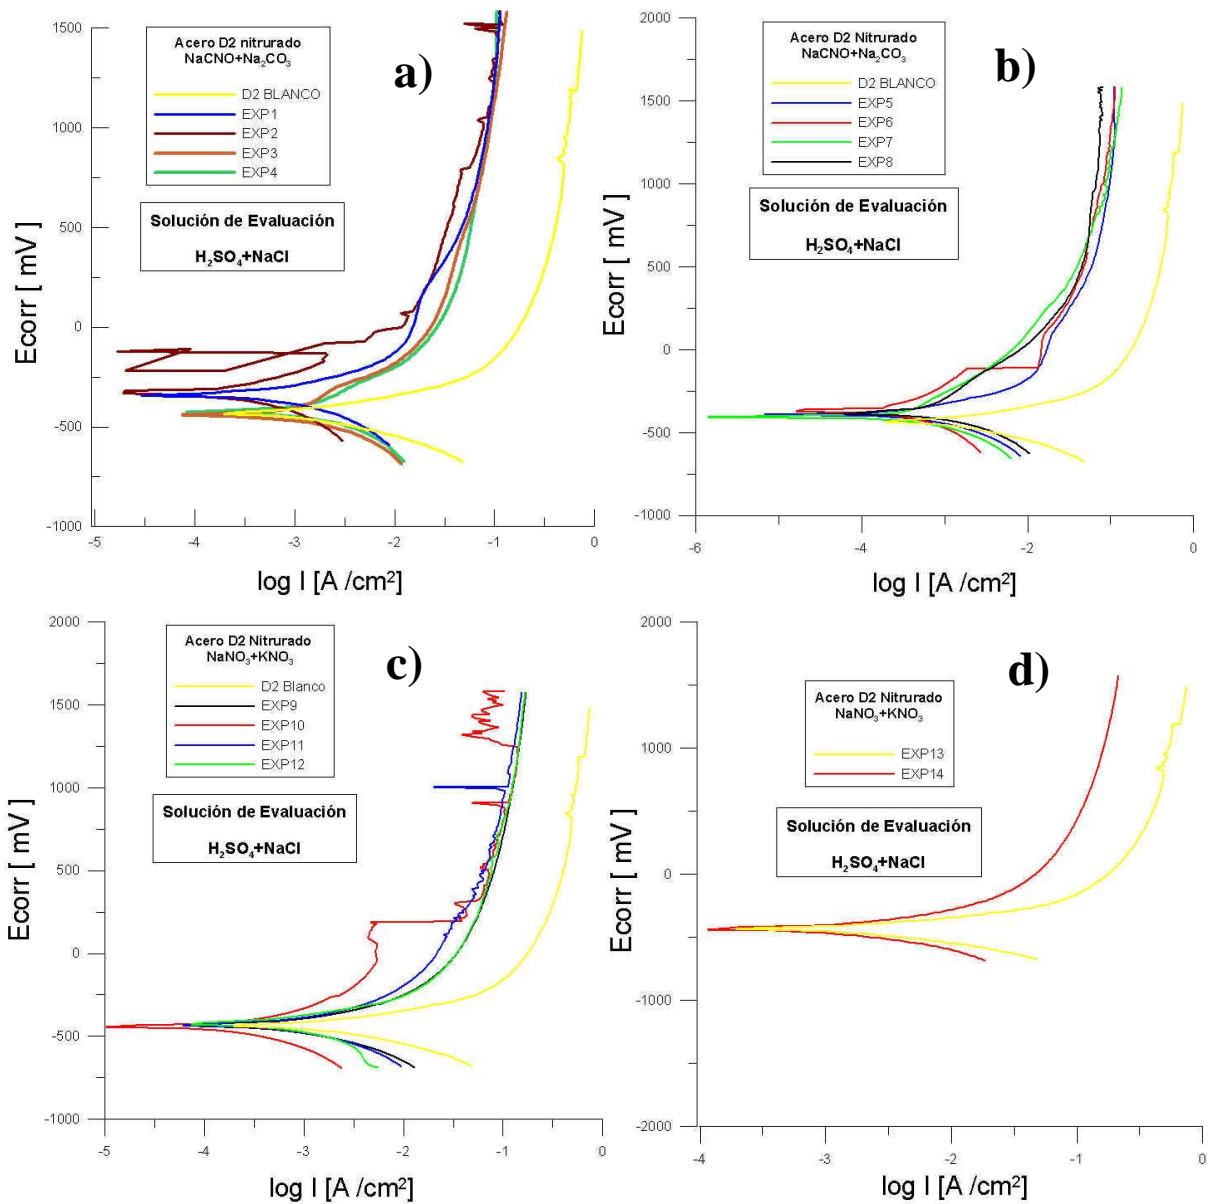 a)
Acero D2 nitrurado
NaCNO+Na₂CO₃
D2 BLANCO
EXP1
EXP2
EXP3
EXP4
Solución de Evaluación
H₂SO₄+NaCl
1500
1000
500
0
-500
-1000
Ecorr [ mV ]
-5
-4
-3
-2
-1
0
log I [A /cm²]
b)
Acero D2 Nitrurado
NaCNO+Na₂CO₃
D2 BLANCO
EXP5
EXP6
EXP7
EXP8
Solución de Evaluación
H₂SO₄+NaCl
2000
1500
1000
500
0
-500
-1000
Ecorr [ mV ]
-6
-4
-2
0
log I [A /cm²]
c)
Acero D2 Nitrurado
NaNO₃+KNO₃
D2 Blanco
EXP9
EXP10
EXP11
EXP12
Solución de Evaluación
H₂SO₄+NaCl
2000
1500
1000
500
0
-500
-1000
Ecorr [ mV ]
-5
-4
-3
-2
-1
0
log I [A /cm²]
d)
Acero D2 Nitrurado
NaNO₃+KNO₃
EXP13
EXP14
Solución de Evaluación
H₂SO₄+NaCl
2000
1000
0
-1000
-2000
Ecorr [ mV ]
-4
-3
-2
-1
0
log I [A /cm²]